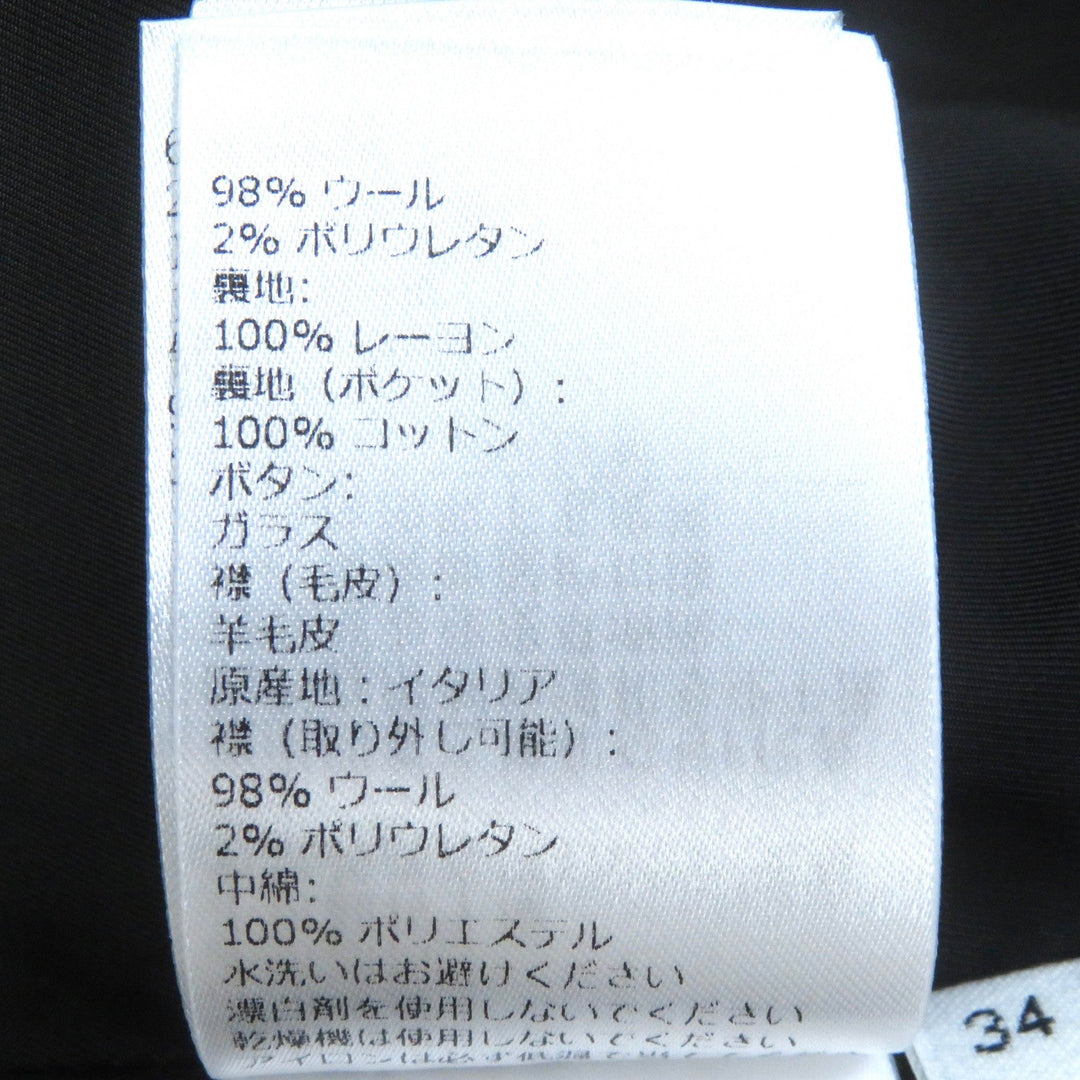 98% ウール
2% ポリウレタン
裏地:
100% レーヨン
裏地 (ポケット) :
100% コットン
ボタン:
ガラス
襟 (毛皮) :
羊毛皮
原産地 : イタリア
襟 (取り外し可能) :
98% ウール
2% ポリウレタン
中綿:
100% ポリエステル
水洗いはお避けください
漂白剤を使用しないでください
乾燥機は使用しないでください
34